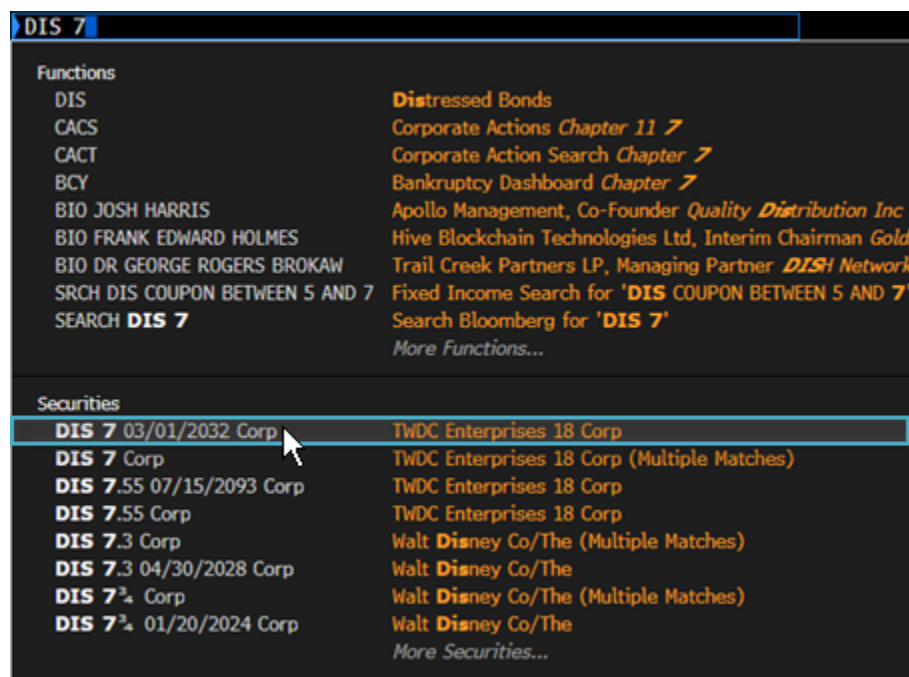 DIS 7
Functions
DIS Distressed Bonds
CACS Corporate Actions Chapter 11 7
CACT Corporate Action Search Chapter 7
BCY Bankruptcy Dashboard Chapter 7
BIO JOSH HARRIS Apollo Management, Co-Founder Quality Distribution Inc
BIO FRANK EDWARD HOLMES Hive Blockchain Technologies Ltd, Interim Chairman Gold
BIO DR GEORGE ROGERS BROKAW Trail Creek Partners LP, Managing Partner DISH Network
SRCH DIS COUPON BETWEEN 5 AND 7 Fixed Income Search for 'DIS COUPON BETWEEN 5 AND 7'
SEARCH DIS 7 Search Bloomberg for 'DIS 7'
More Functions...
Securities
DIS 7 03/01/2032 Corp TWDC Enterprises 18 Corp
DIS 7 Corp TWDC Enterprises 18 Corp (Multiple Matches)
DIS 7.55 07/15/2093 Corp TWDC Enterprises 18 Corp
DIS 7.55 Corp TWDC Enterprises 18 Corp
DIS 7.3 Corp Walt Disney Co/The (Multiple Matches)
DIS 7.3 04/30/2028 Corp Walt Disney Co/The
DIS 7¾ Corp Walt Disney Co/The (Multiple Matches)
DIS 7¾ 01/20/2024 Corp Walt Disney Co/The
More Securities...